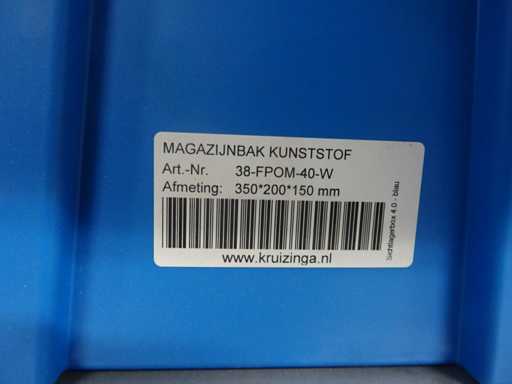 MAGAZIJNBAK KUNSTSTOF
Art.-Nr. 38-FPOM-40-W
Afmeting: 350*200*150 mm
www.kruizinga.nl
Sichtlagerbox 4.0 - blau